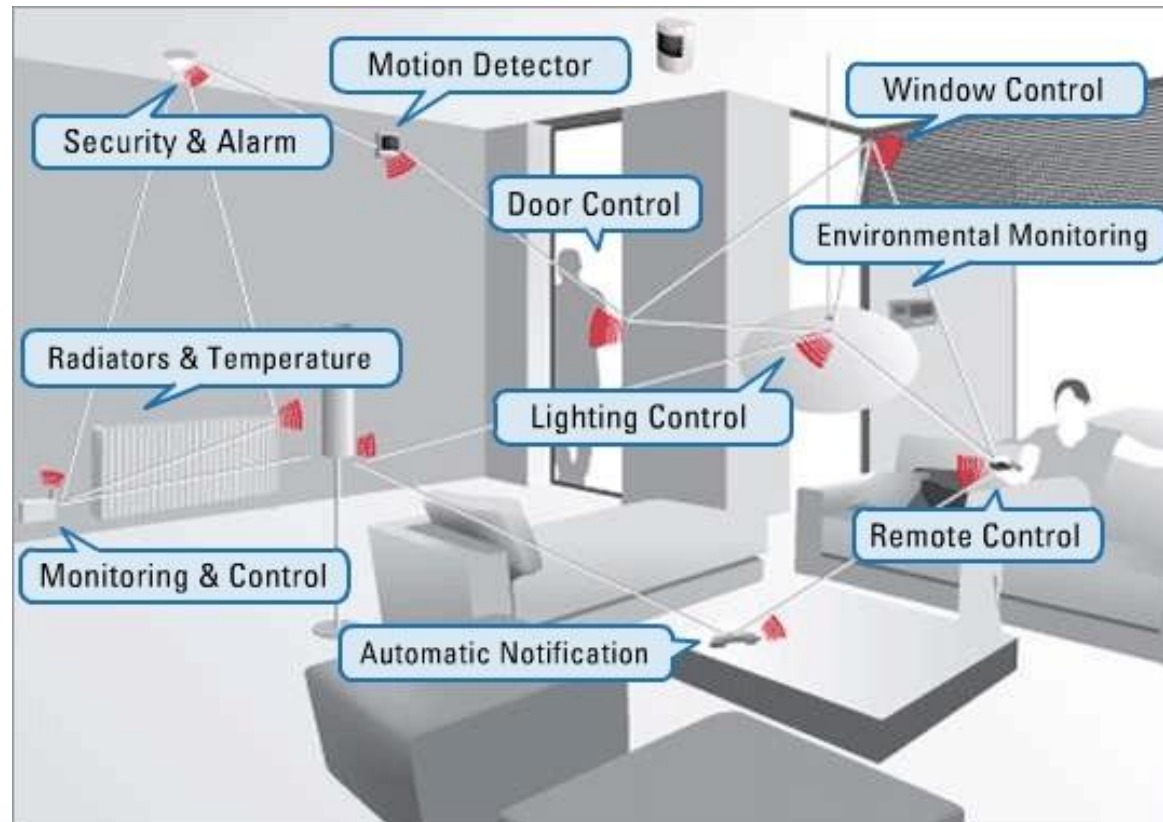 Motion Detector
Window Control
Security & Alarm
Door Control
Environmental Monitoring
Radiators & Temperature
Lighting Control
Remote Control
Monitoring & Control
Automatic Notification